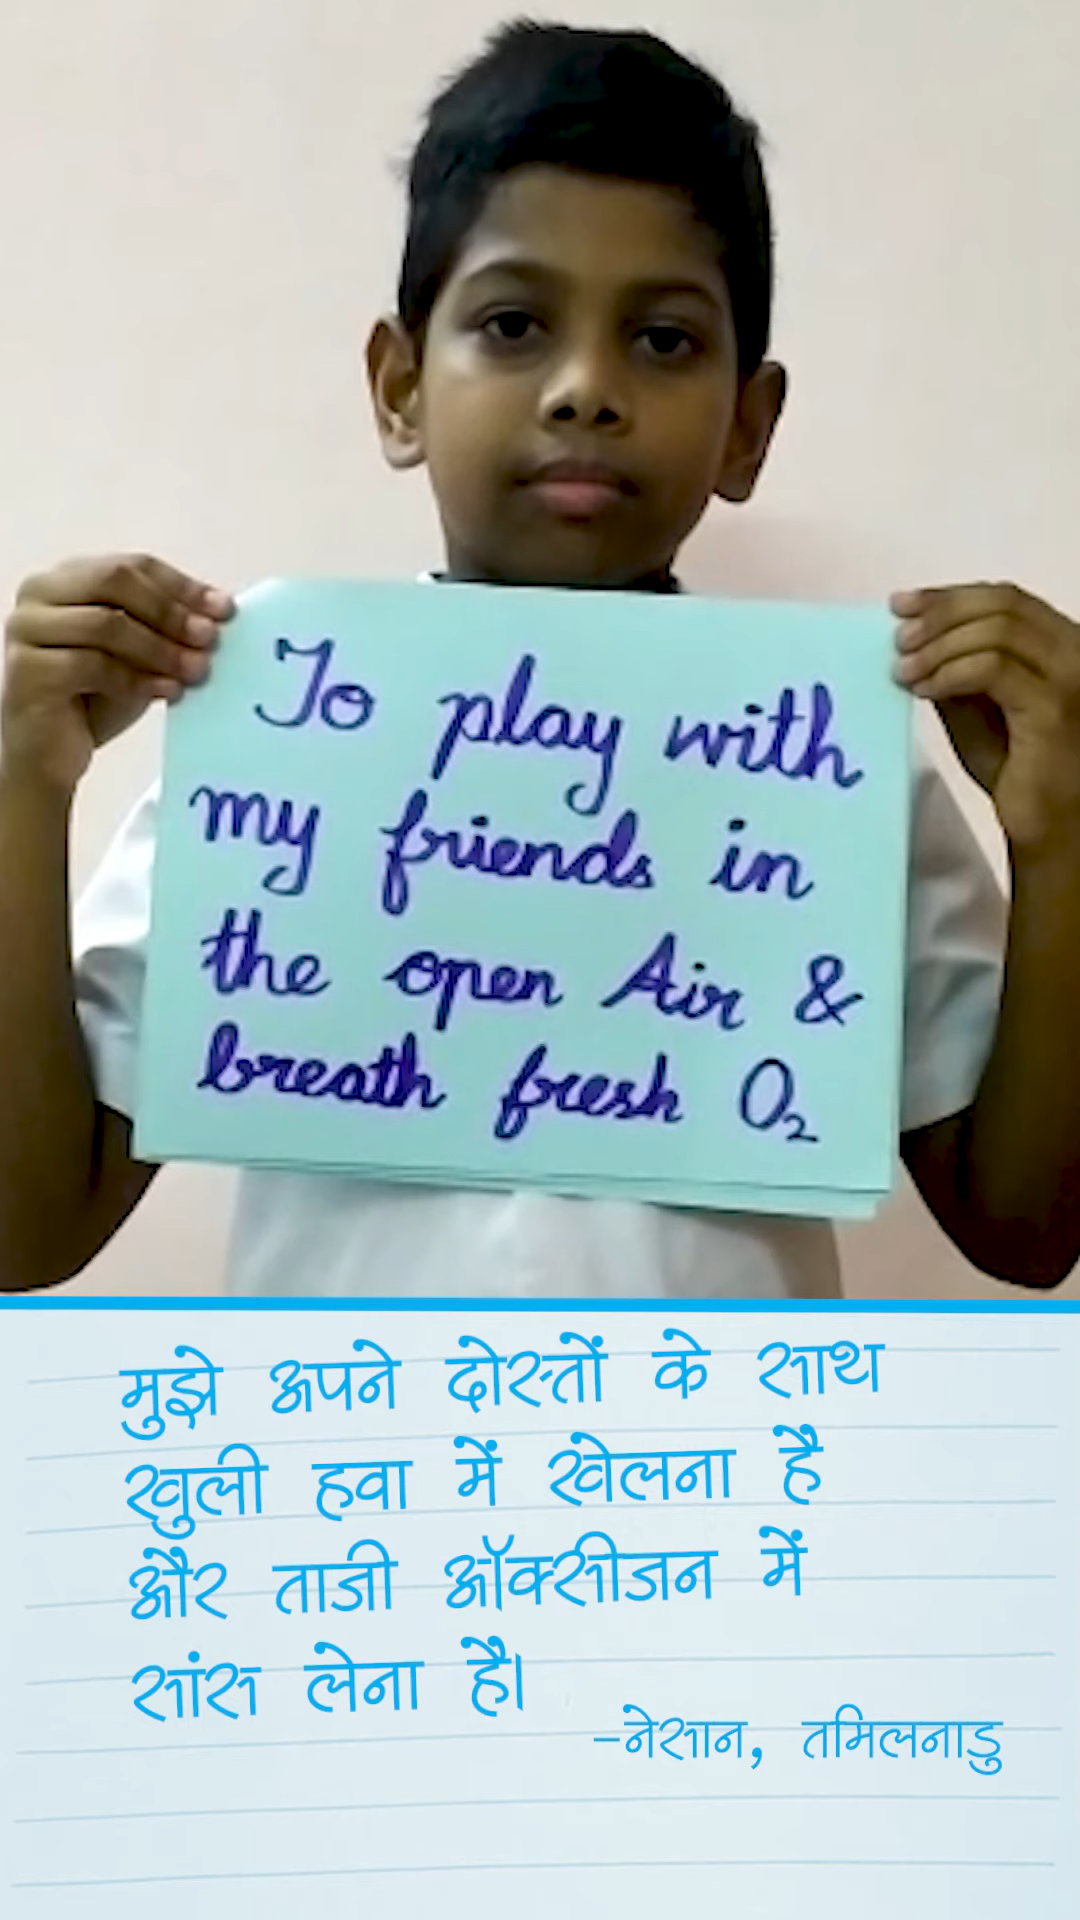 To play with
my friends in
the open Air &
breath fresh O₂
मुझे अपने दोस्तों के साथ
खुली हवा में खेलना है
और ताजी ऑक्सीजन में
सांस लेना है।
–नेसान, तमिलनाडु